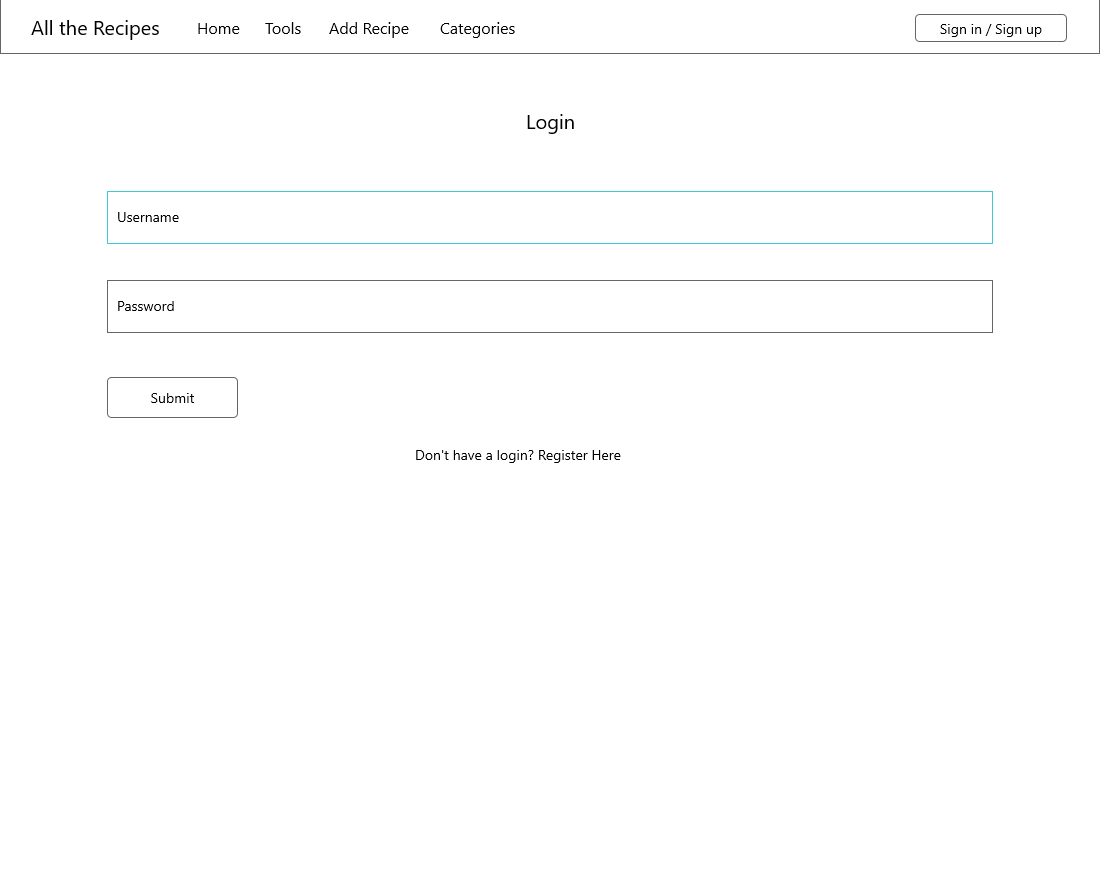 All the Recipes Home Tools Add Recipe Categories Sign in / Sign up
Login
Username
Password
Submit
Don't have a login? Register Here